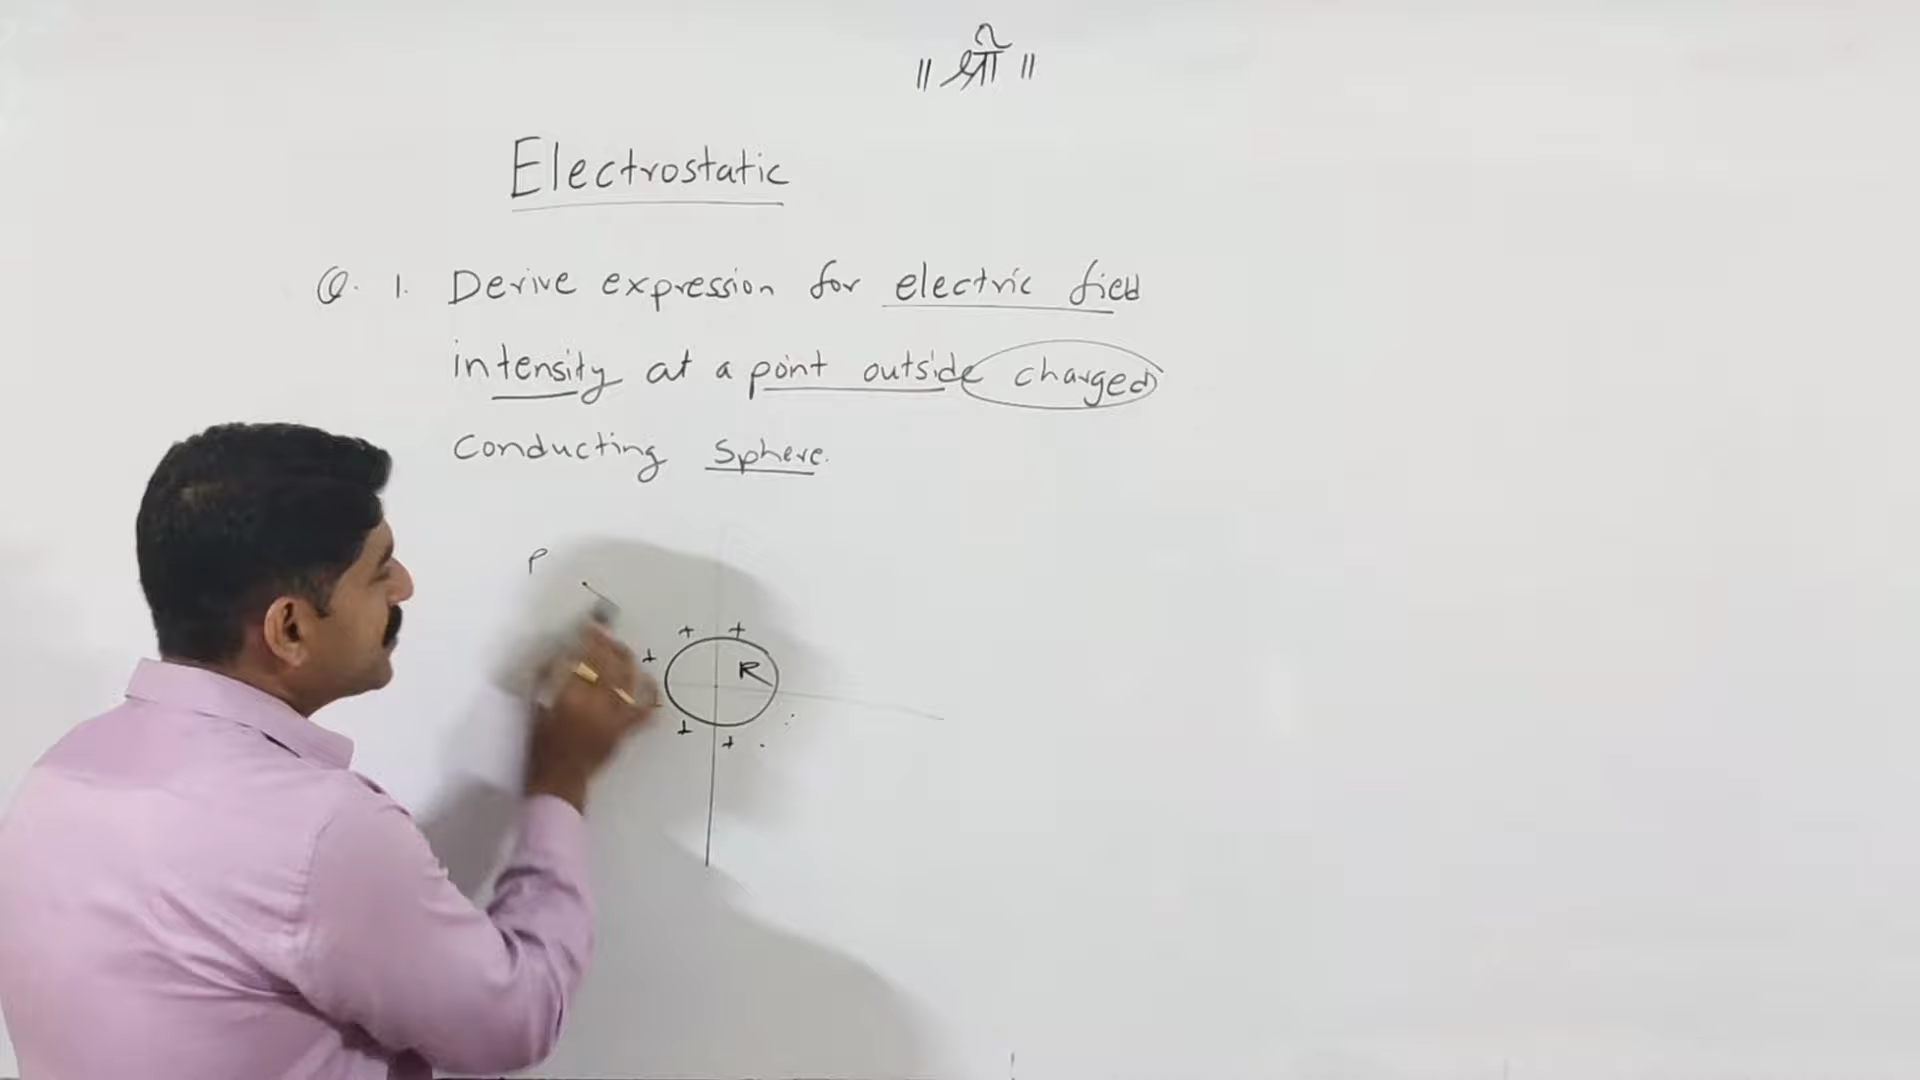 ॥ श्री ॥
Electrostatic
Q. 1. Derive expression for electric field
intensity at a point outside charged
Conducting Sphere.
P
+ +
+
R
+
+